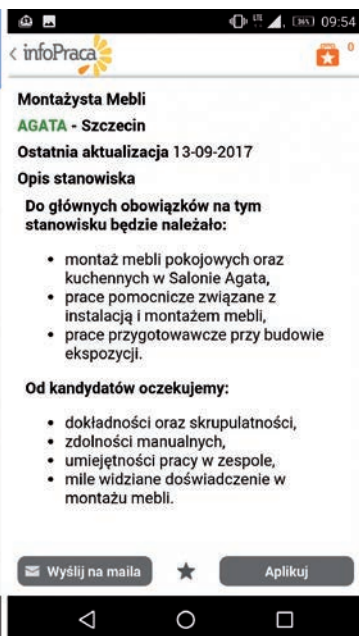 LTE 36% 09:54
< infoPraca
0
Montażysta Mebli
AGATA - Szczecin
Ostatnia aktualizacja 13-09-2017
Opis stanowiska
Do głównych obowiązków na tym
stanowisku będzie należało:
• montaż mebli pokojowych oraz
kuchennych w Salonie Agata,
• prace pomocnicze związane z
instalacją i montażem mebli,
• prace przygotowawcze przy budowie
ekspozycji.
Od kandydatów oczekujemy:
• dokładności oraz skrupulatności,
• zdolności manualnych,
• umiejętności pracy w zespole,
• mile widziane doświadczenie w
montażu mebli.
Wyślij na maila
Aplikuj